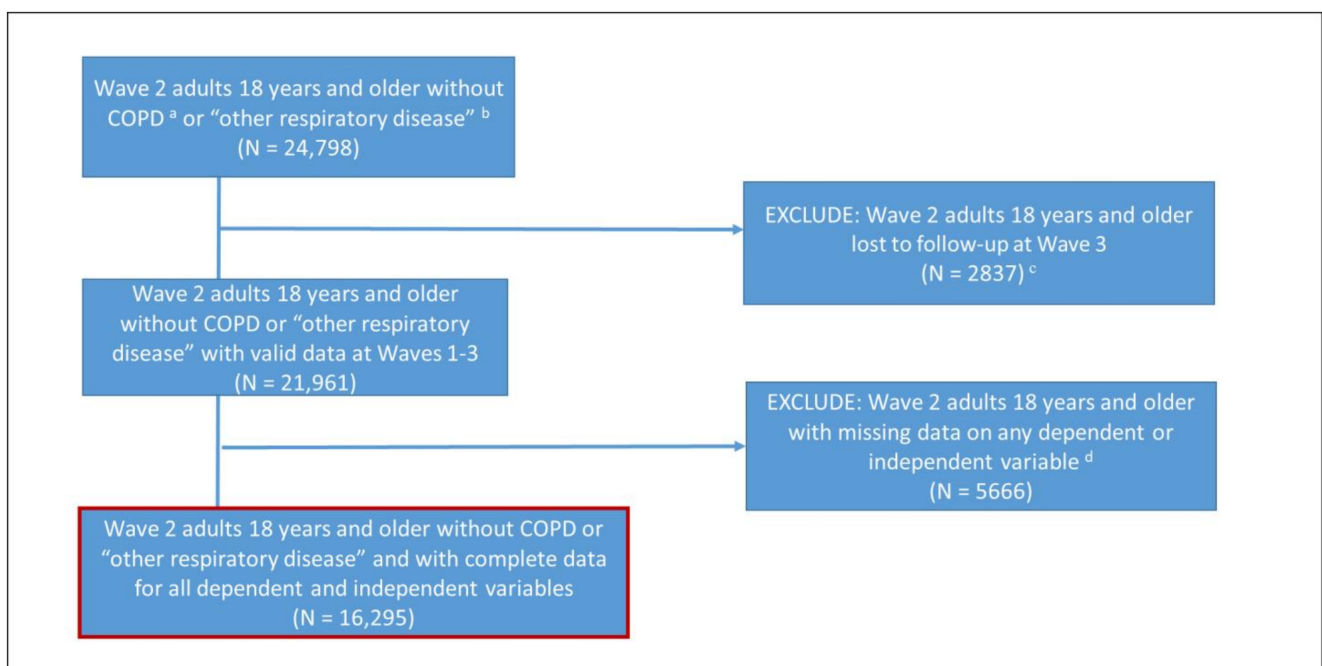 Wave 2 adults 18 years and older without
COPD ᵃ or “other respiratory disease” ᵇ
(N = 24,798)
EXCLUDE: Wave 2 adults 18 years and older
lost to follow-up at Wave 3
(N = 2837) ᶜ
Wave 2 adults 18 years and older
without COPD or “other respiratory
disease” with valid data at Waves 1-3
(N = 21,961)
EXCLUDE: Wave 2 adults 18 years and older
with missing data on any dependent or
independent variable ᵈ
(N = 5666)
Wave 2 adults 18 years and older without COPD or
“other respiratory disease” and with complete data
for all dependent and independent variables
(N = 16,295)